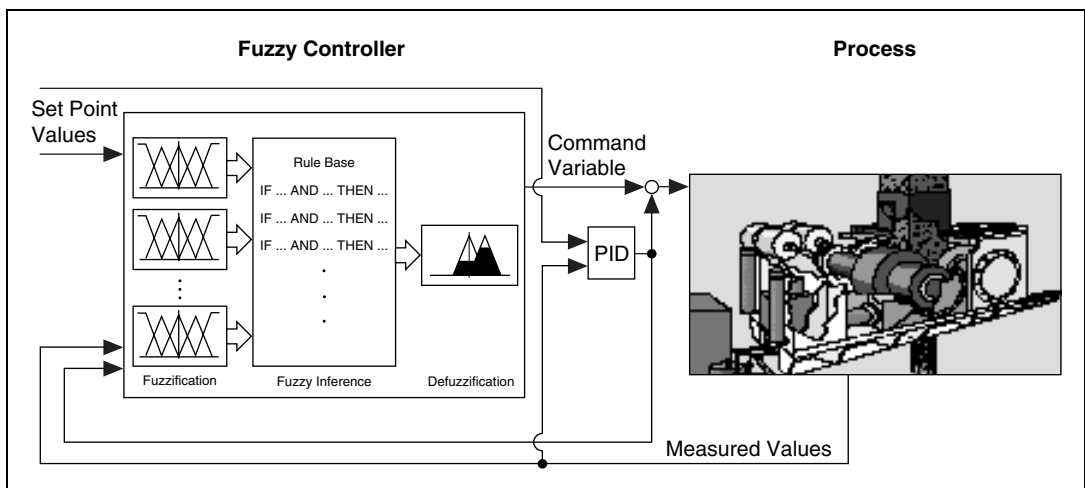 Fuzzy Controller
Process
Set Point
Values
Command
Variable
Rule Base
IF ... AND ... THEN ...
IF ... AND ... THEN ...
IF ... AND ... THEN ...
PID
Fuzzification
Fuzzy Inference
Defuzzification
Measured Values